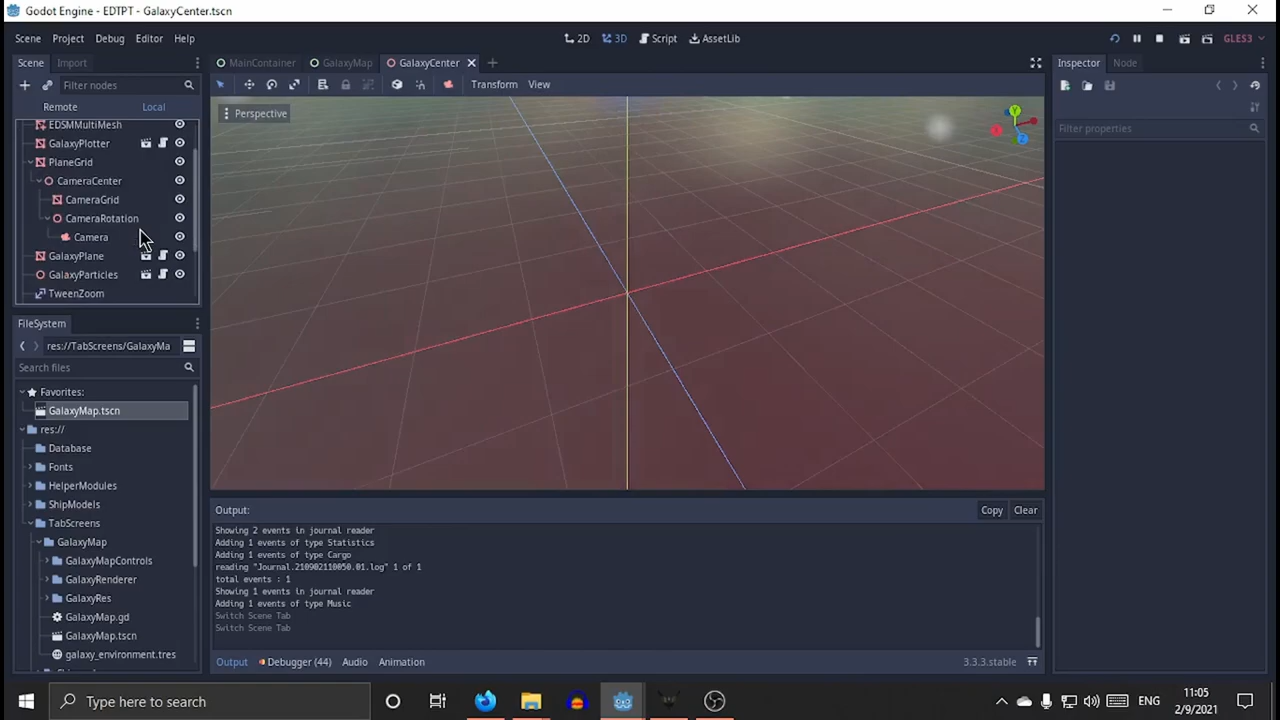 Godot Engine - EDTPT - GalaxyCenter.tscn
Scene Project Debug Editor Help
2D 3D Script AssetLib
GLES3
Scene Import
MainContainer GalaxyMap GalaxyCenter
Inspector Node
Filter nodes
Transform View
Remote Local
Perspective
Y
X
Z
Filter properties
EDSMMultiMesh
GalaxyPlotter
PlaneGrid
CameraCenter
CameraGrid
CameraRotation
Camera
GalaxyPlane
GalaxyParticles
TweenZoom
FileSystem
res://TabScreens/GalaxyMa
Search files
Favorites:
GalaxyMap.tscn
res://
Database
Fonts
HelperModules
ShipModels
TabScreens
GalaxyMap
GalaxyMapControls
GalaxyRenderer
GalaxyRes
GalaxyMap.gd
GalaxyMap.tscn
galaxy_environment.tres
Output:
Copy Clear
Showing 2 events in journal reader
Adding 1 events of type Statistics
Adding 1 events of type Cargo
reading "Journal.210902110050.01.log" 1 of 1
total events : 1
Showing 1 events in journal reader
Adding 1 events of type Music
Switch Scene Tab
Switch Scene Tab
Output Debugger (44) Audio Animation
3.3.3.stable
Type here to search
ENG
11:05
2/9/2021